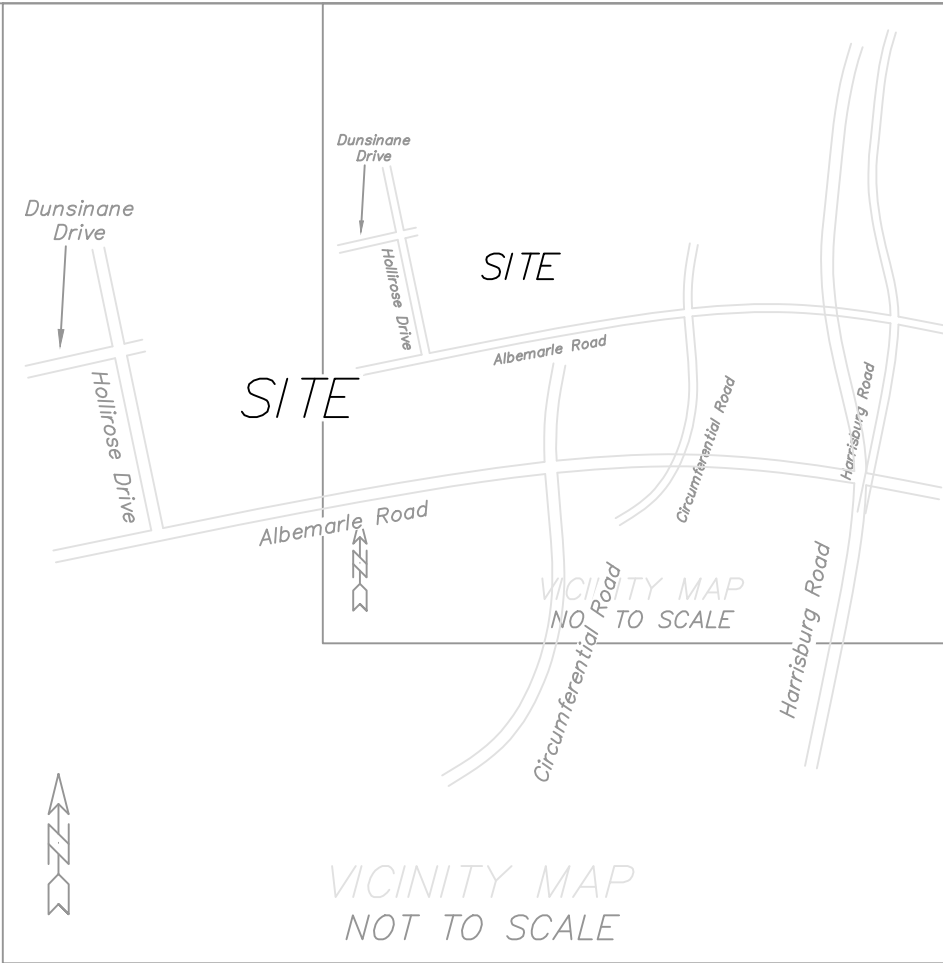 Dunsinane
Drive
Dunsinane
Drive
SITE
Hollirose Drive
Albemarle Road
Hollirose Drive
SITE
Circumferential Road
Harrisburg Road
Albemarle Road
N
VICINITY MAP
NO TO SCALE
Circumferential Road
Harrisburg Road
N
VICINITY MAP
NOT TO SCALE